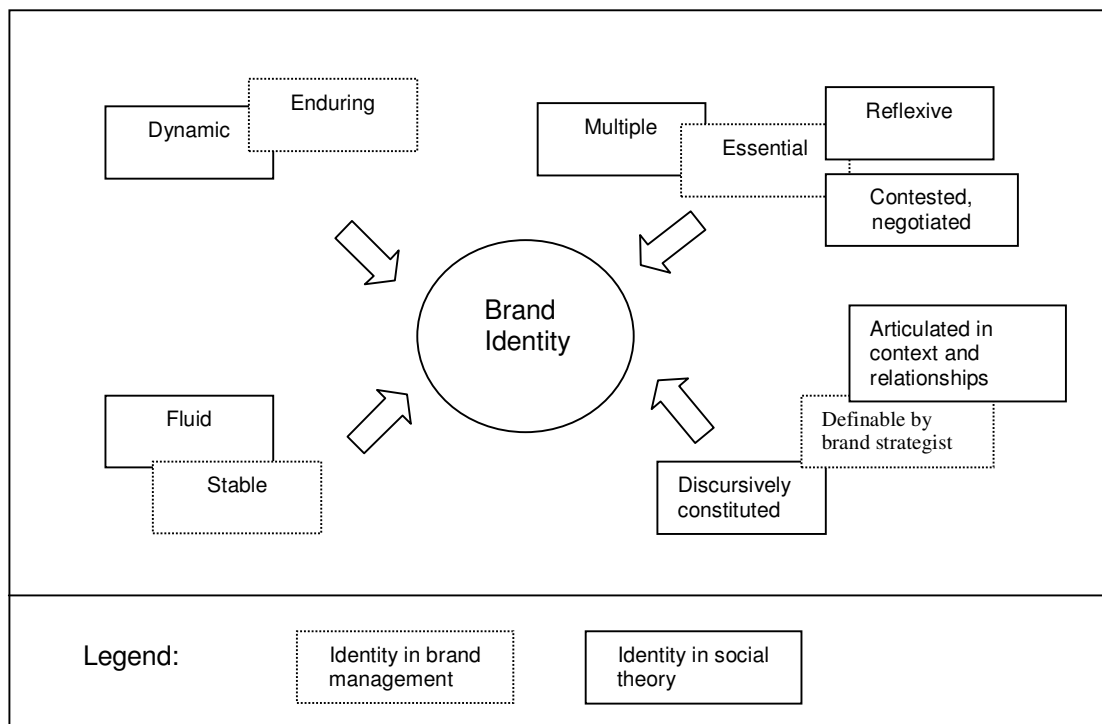 Dynamic
Enduring
Multiple
Essential
Reflexive
Contested,
negotiated
Brand
Identity
Fluid
Stable
Articulated in
context and
relationships
Definable by
brand strategist
Discursively
constituted
Legend:
Identity in brand
management
Identity in social
theory